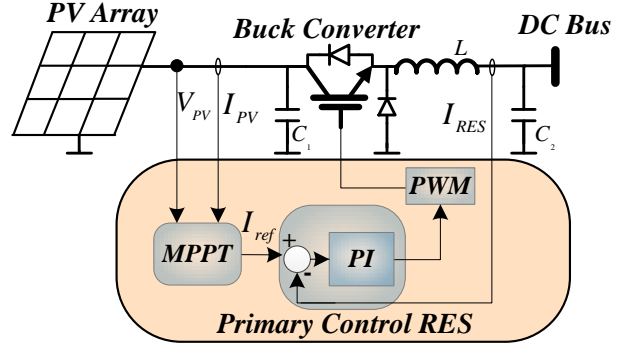 PV Array
Buck Converter
DC Bus
L
V_PV
I_PV
C_1
I_RES
C_2
PWM
I_ref
MPPT
+
-
PI
Primary Control RES